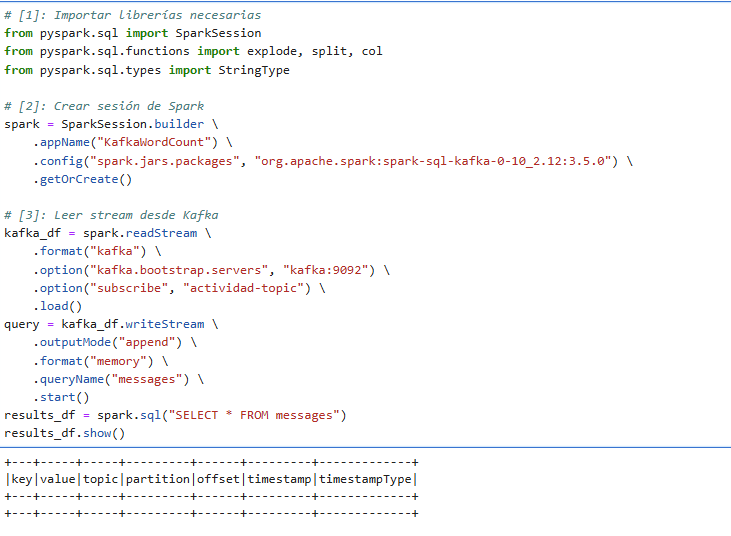 # [1]: Importar librerías necesarias
from pyspark.sql import SparkSession
from pyspark.sql.functions import explode, split, col
from pyspark.sql.types import StringType
# [2]: Crear sesión de Spark
spark = SparkSession.builder \
    .appName("KafkaWordCount") \
    .config("spark.jars.packages", "org.apache.spark:spark-sql-kafka-0-10_2.12:3.5.0") \
    .getOrCreate()
# [3]: Leer stream desde Kafka
kafka_df = spark.readStream \
    .format("kafka") \
    .option("kafka.bootstrap.servers", "kafka:9092") \
    .option("subscribe", "actividad-topic") \
    .load()
query = kafka_df.writeStream \
    .outputMode("append") \
    .format("memory") \
    .queryName("messages") \
    .start()
results_df = spark.sql("SELECT * FROM messages")
results_df.show()
+---+-----+-----+---------+------+---------+-------------+
|key|value|topic|partition|offset|timestamp|timestampType|
+---+-----+-----+---------+------+---------+-------------+
+---+-----+-----+---------+------+---------+-------------+